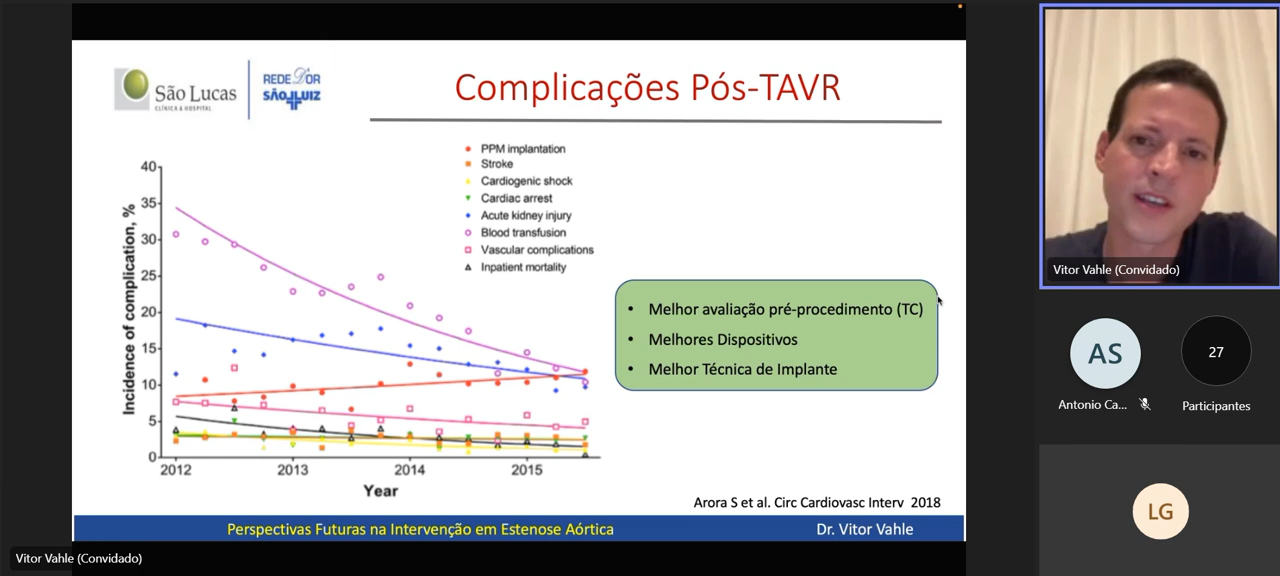 São Lucas
CLÍNICA & HOSPITAL
REDE D'OR
SÃO LUIZ
Complicações Pós-TAVR
PPM implantation
Stroke
Cardiogenic shock
Cardiac arrest
Acute kidney injury
Blood transfusion
Vascular complications
Inpatient mortality
Incidence of complication, %
40
35
30
25
20
15
10
5
0
2012
2013
2014
2015
Year
• Melhor avaliação pré-procedimento (TC)
• Melhores Dispositivos
• Melhor Técnica de Implante
Arora S et al. Circ Cardiovasc Interv 2018
Perspectivas Futuras na Intervenção em Estenose Aórtica
Dr. Vitor Vahle
Vitor Vahle (Convidado)
Vitor Vahle (Convidado)
AS
Antonio Ca...
27
Participantes
LG